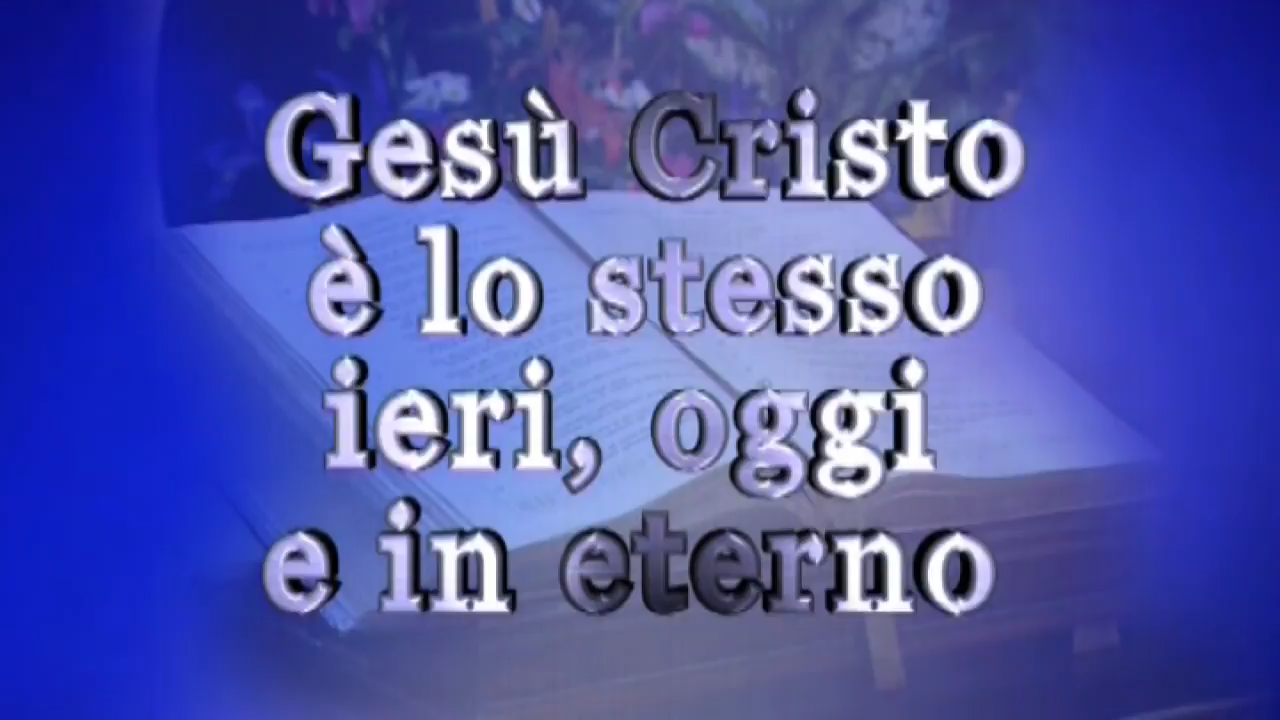 Gesù Cristo
è lo stesso
ieri, oggi
e in eterno